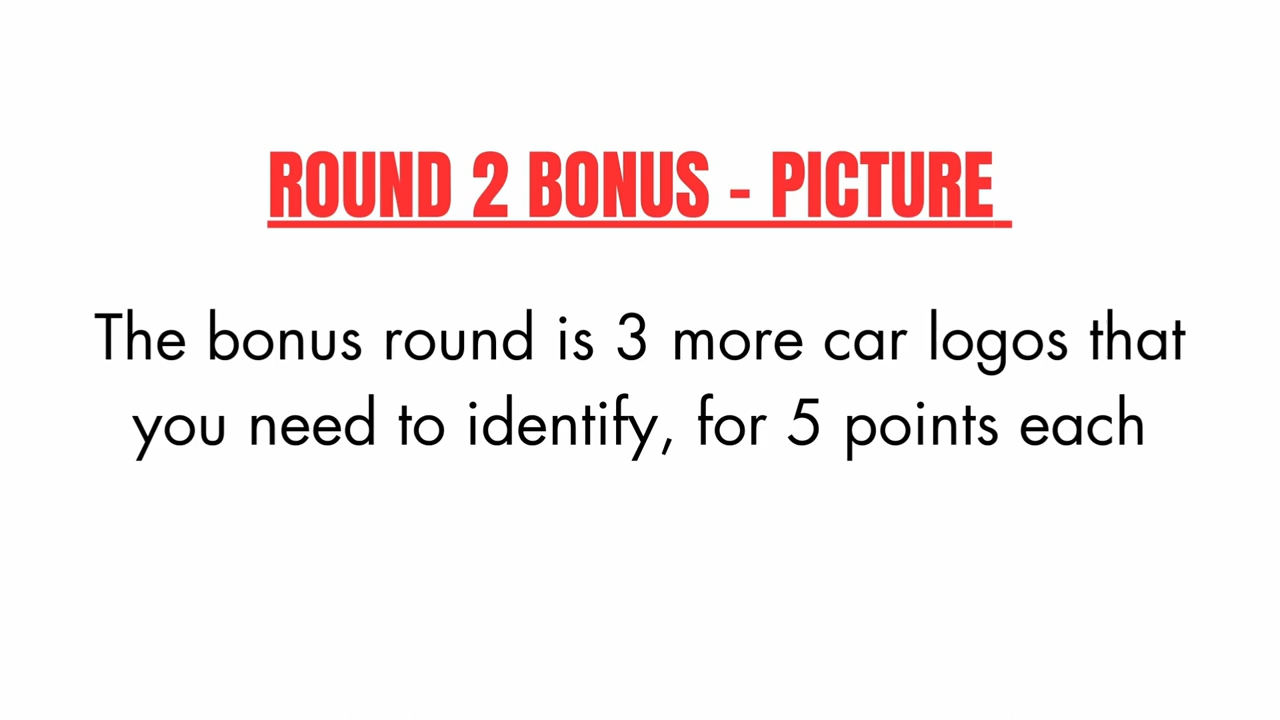 ROUND 2 BONUS - PICTURE
The bonus round is 3 more car logos that
you need to identify, for 5 points each